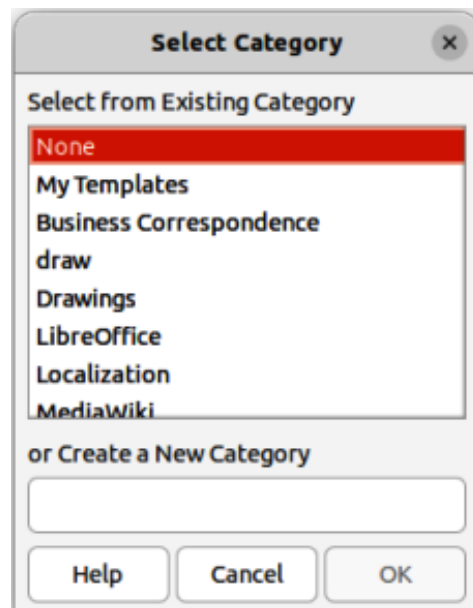 Select Category
Select from Existing Category
None
My Templates
Business Correspondence
draw
Drawings
LibreOffice
Localization
MediaWiki
or Create a New Category
Help Cancel OK